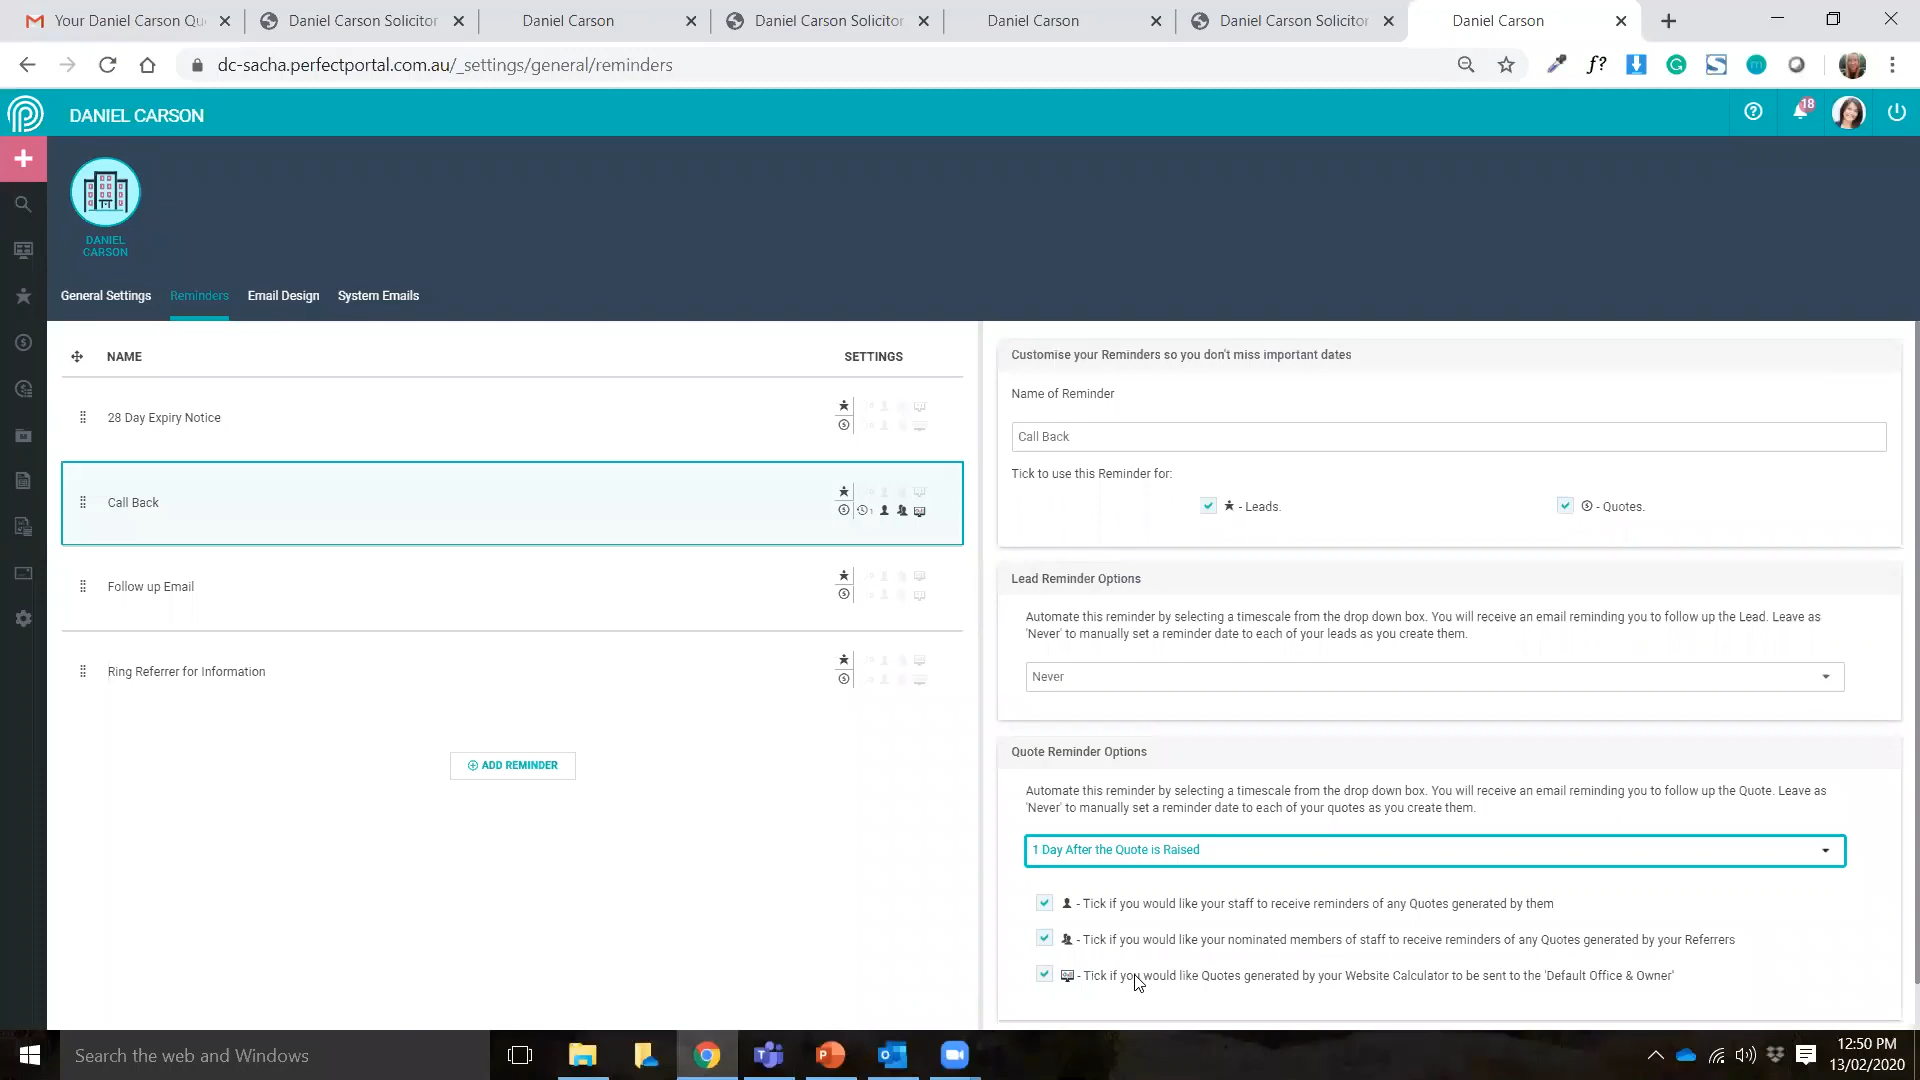 Your Daniel Carson Qu
Daniel Carson Solicitor
Daniel Carson
Daniel Carson Solicitor
Daniel Carson
Daniel Carson Solicitor
Daniel Carson
dc-sacha.perfectportal.com.au/_settings/general/reminders
f?
DANIEL CARSON
18
DANIEL
CARSON
General Settings
Reminders
Email Design
System Emails
NAME
SETTINGS
28 Day Expiry Notice
Call Back
1
Follow up Email
Ring Referrer for Information
ADD REMINDER
Customise your Reminders so you don't miss important dates
Name of Reminder
Call Back
Tick to use this Reminder for:
- Leads.
- Quotes.
Lead Reminder Options
Automate this reminder by selecting a timescale from the drop down box. You will receive an email reminding you to follow up the Lead. Leave as
'Never' to manually set a reminder date to each of your leads as you create them.
Never
Quote Reminder Options
Automate this reminder by selecting a timescale from the drop down box. You will receive an email reminding you to follow up the Quote. Leave as
'Never' to manually set a reminder date to each of your quotes as you create them.
1 Day After the Quote is Raised
- Tick if you would like your staff to receive reminders of any Quotes generated by them
- Tick if you would like your nominated members of staff to receive reminders of any Quotes generated by your Referrers
- Tick if you would like Quotes generated by your Website Calculator to be sent to the 'Default Office & Owner'
Search the web and Windows
12:50 PM
13/02/2020